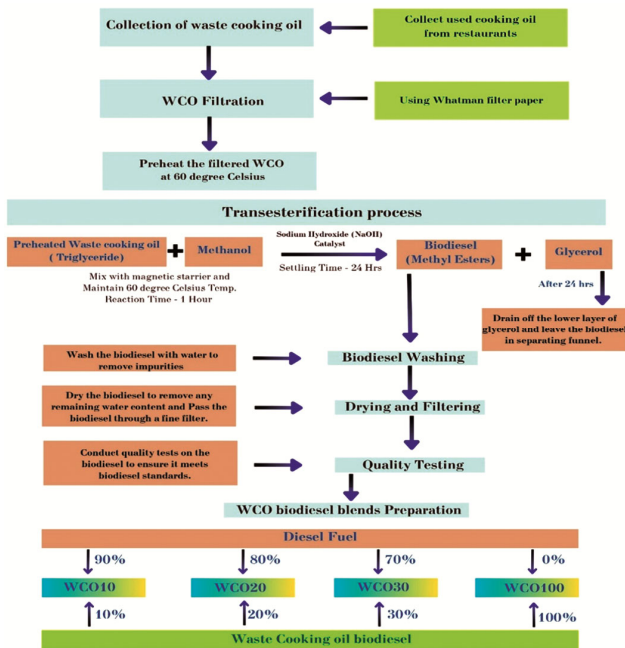 Collection of waste cooking oil
Collect used cooking oil
from restaurants
WCO Filtration
Using Whatman filter paper
Preheat the filtered WCO
at 60 degree Celsius
Transesterification process
Preheated Waste cooking oil
( Triglyceride)
+
Methanol
Sodium Hydroxide (NaOH)
Catalyst
Settling Time - 24 Hrs
Biodiesel
(Methyl Esters)
+
Glycerol
Mix with magnetic starrier and
Maintain 60 degree Celsius Temp.
Reaction Time - 1 Hour
After 24 hrs
Drain off the lower layer of
glycerol and leave the biodiesel
in separating funnel.
Wash the biodiesel with water
to remove impurities
Biodiesel Washing
Dry the biodiesel to remove any
remaining water content and Pass the
biodiesel through a fine filter.
Drying and Filtering
Conduct quality tests on the
biodiesel to ensure it meets
biodiesel standards.
Quality Testing
WCO biodiesel blends Preparation
Diesel Fuel
90% 80% 70% 0%
WCO10 WCO20 WCO30 WCO100
10% 20% 30% 100%
Waste Cooking oil biodiesel